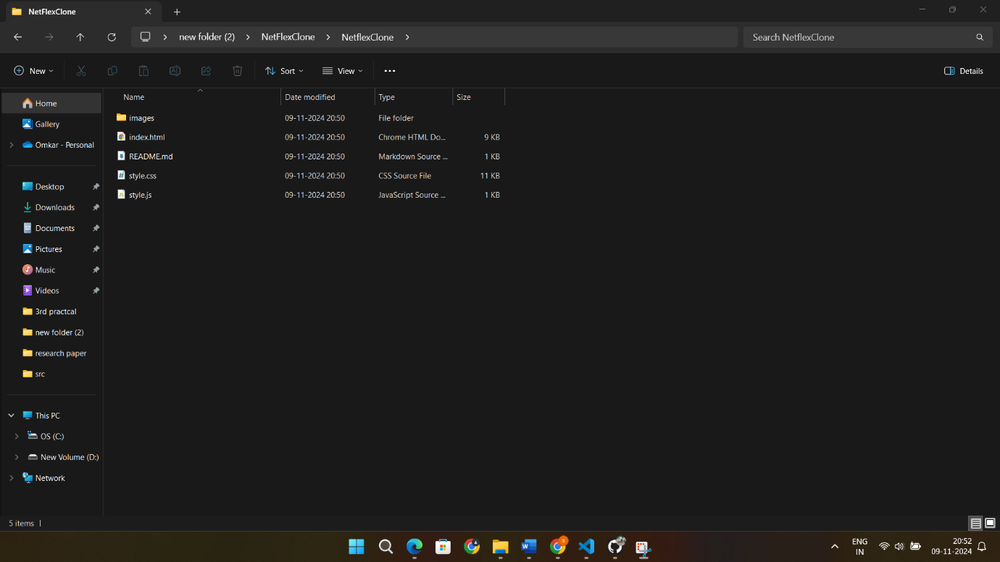 NetFlexClone
new folder (2) NetFlexClone NetflexClone Search NetflexClone
New Sort View Details
Name Date modified Type Size
Home
Gallery
Omkar - Personal
Desktop
Downloads
Documents
Pictures
Music
Videos
3rd practcal
new folder (2)
research paper
src
This PC
OS (C:)
New Volume (D:)
Network
images 09-11-2024 20:50 File folder
index.html 09-11-2024 20:50 Chrome HTML Do... 9 KB
README.md 09-11-2024 20:50 Markdown Source ... 1 KB
style.css 09-11-2024 20:50 CSS Source File 11 KB
style.js 09-11-2024 20:50 JavaScript Source ... 1 KB
5 items
ENG 20:52
IN 09-11-2024